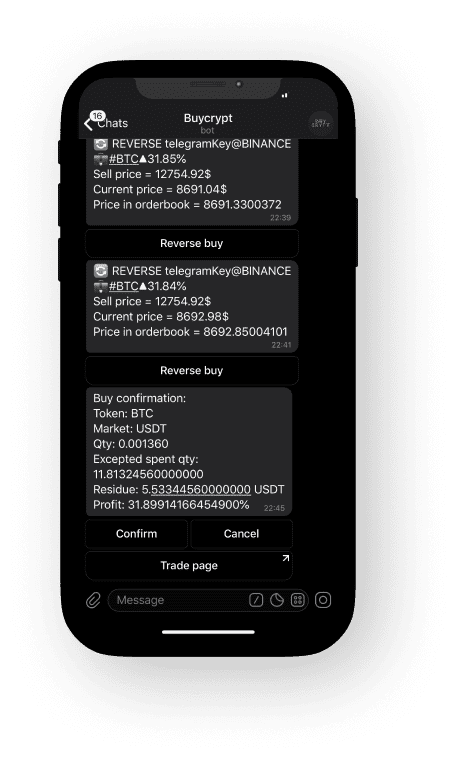 16
Chats
Buycrypt
bot
REVERSE telegramKey@BINANCE
#BTC▲31.85%
Sell price = 12754.92$
Current price = 8691.04$
Price in orderbook = 8691.3300372
22:39
Reverse buy
REVERSE telegramKey@BINANCE
#BTC▲31.84%
Sell price = 12754.92$
Current price = 8692.98$
Price in orderbook = 8692.85004101
22:41
Reverse buy
Buy confirmation:
Token: BTC
Market: USDT
Qty: 0.001360
Excepted spent qty:
11.81324560000000
Residue: 5.53344560000000 USDT
Profit: 31.89914166454900%
22:45
Confirm
Cancel
Trade page
Message